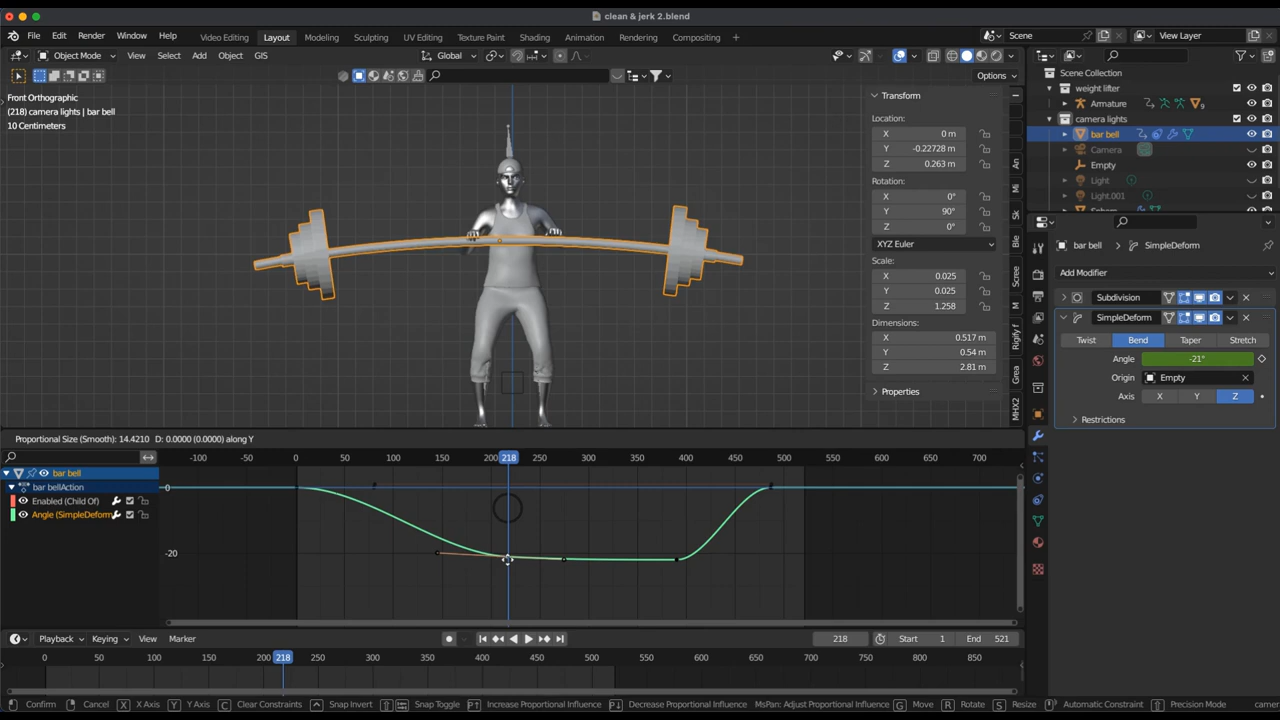 clean & jerk 2.blend
File Edit Render Window Help Video Editing Layout Modeling Sculpting UV Editing Texture Paint Shading Animation Rendering Compositing Scene View Layer
Object Mode View Select Add Object GIS Global
Options
Front Orthographic
(218) camera lights | bar bell
10 Centimeters
Transform
Location:
X 0 m
Y -0.22728 m
Z 0.263 m
Rotation:
X 0°
Y 90°
Z 0°
XYZ Euler
Scale:
X 0.025
Y 0.025
Z 1.258
Dimensions:
X 0.517 m
Y 0.54 m
Z 2.81 m
Properties
An
Mi
Sk
Ble
Scree
M
Rigify f
Grea
MHX2
Scene Collection
weight lifter
Armature 9
camera lights
bar bell
Camera
Empty
Light
Light.001
bar bell SimpleDeform
Add Modifier
Subdivision
SimpleDeform
Twist Bend Taper Stretch
Angle -21°
Origin Empty
Axis X Y Z
Restrictions
Proportional Size (Smooth): 14.4210 D: 0.0000 (0.0000) along Y
-100 0 100 150 200 218 250 300 350 400 450 500 600 700
bar bell
bar bellAction
Enabled (Child Of)
Angle (SimpleDeform
0
-20
Playback Keying View Marker 218 Start 1 End 521
0 50 100 150 200 218 250 300 350 400 450 500 550 600 650 700 750 800 850
Confirm Cancel X X Axis Y Y Axis C Clear Constraints Snap Invert Snap Toggle Increase Proportional Influence Decrease Proportional Influence MsPan: Adjust Proportional Influence G Move R Rotate S Resize Automatic Constraint Precision Mode